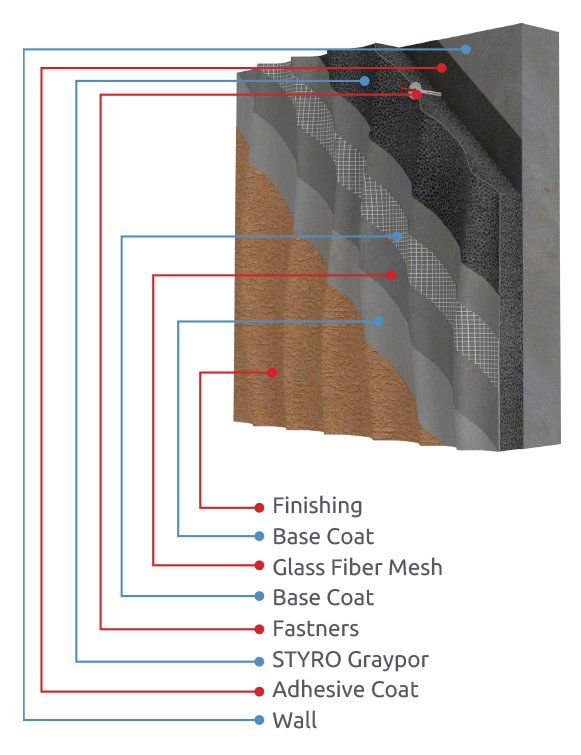 Finishing
Base Coat
Glass Fiber Mesh
Base Coat
Fastners
STYRO Graypor
Adhesive Coat
Wall